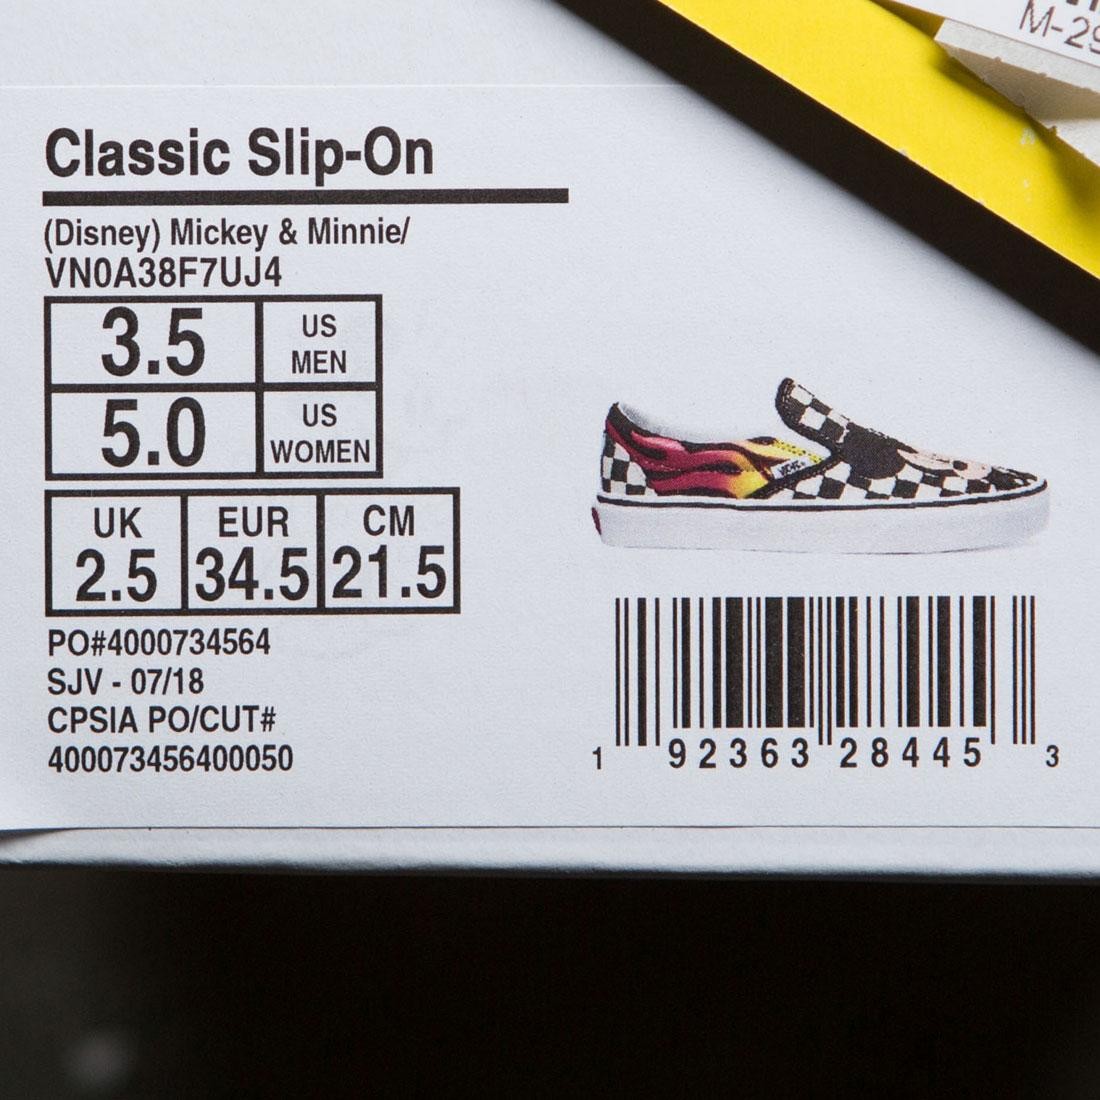 M-29
Classic Slip-On
(Disney) Mickey & Minnie/
VN0A38F7UJ4
3.5 US MEN
5.0 US WOMEN
UK EUR CM
2.5 34.5 21.5
PO#4000734564
SJV - 07/18
CPSIA PO/CUT#
400073456400050
1 92363 28445 3